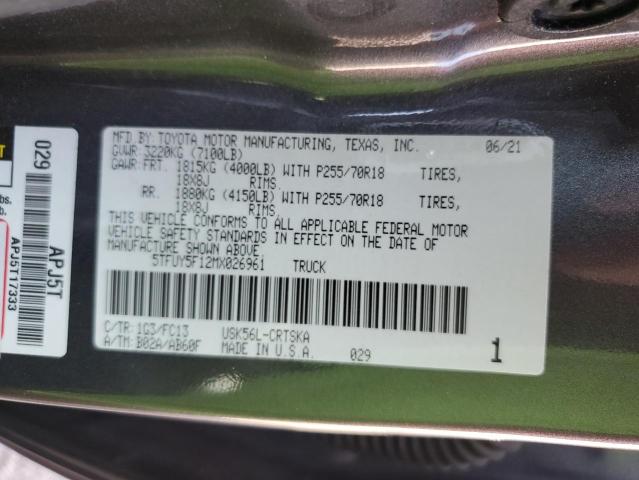 MFD.BY:TOYOTA MOTOR MANUFACTURING, TEXAS, INC. 06/21
GVWR:3220KG (7100LB)
GAWR:FRT. 1815KG (4000LB) WITH P255/70R18 TIRES,
18X8J RIMS.
RR. 1880KG (4150LB) WITH P255/70R18 TIRES,
18X8J RIMS.
THIS VEHICLE CONFORMS TO ALL APPLICABLE FEDERAL MOTOR
VEHICLE SAFETY STANDARDS IN EFFECT ON THE DATE OF
MANUFACTURE SHOWN ABOVE.
5TFUY5F12MX026961 TRUCK
C/TR: 1G3/FC13 USK56L-CRTSKA
A/TM: B02A/AB60F MADE IN U.S.A. 029
1
029
APJ5T
APJ5T17333